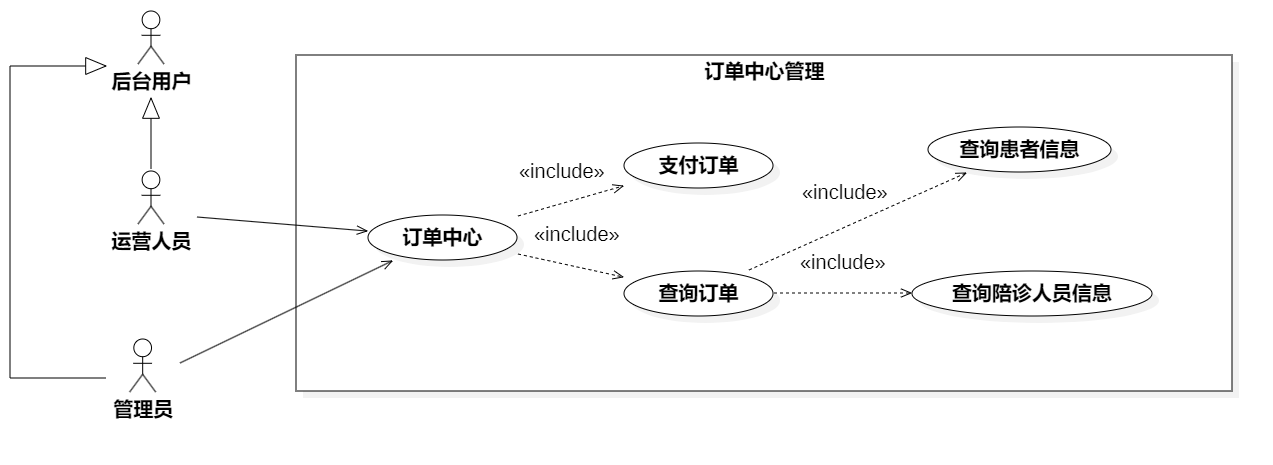 后台用户
订单中心管理
查询患者信息
«include»
支付订单
«include»
运营人员
订单中心
«include»
«include»
查询订单
查询陪诊人员信息
管理员